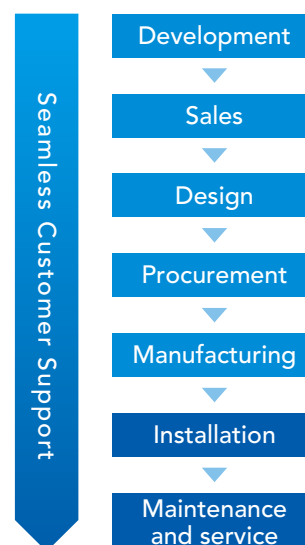 Seamless Customer Support
Development
Sales
Design
Procurement
Manufacturing
Installation
Maintenance
and service